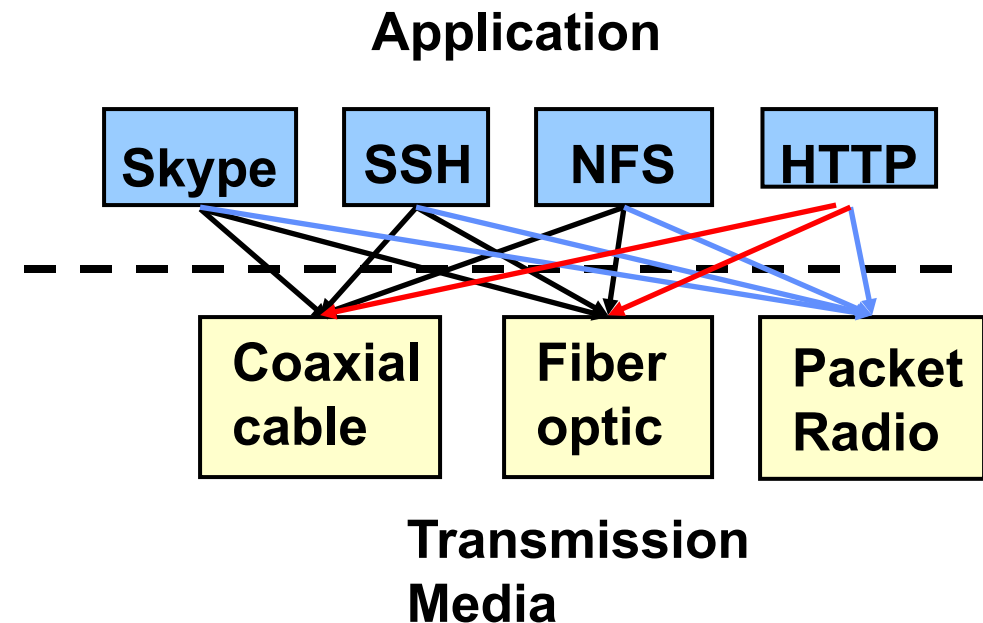 Application
Skype
SSH
NFS
HTTP
Coaxial
cable
Fiber
optic
Packet
Radio
Transmission
Media